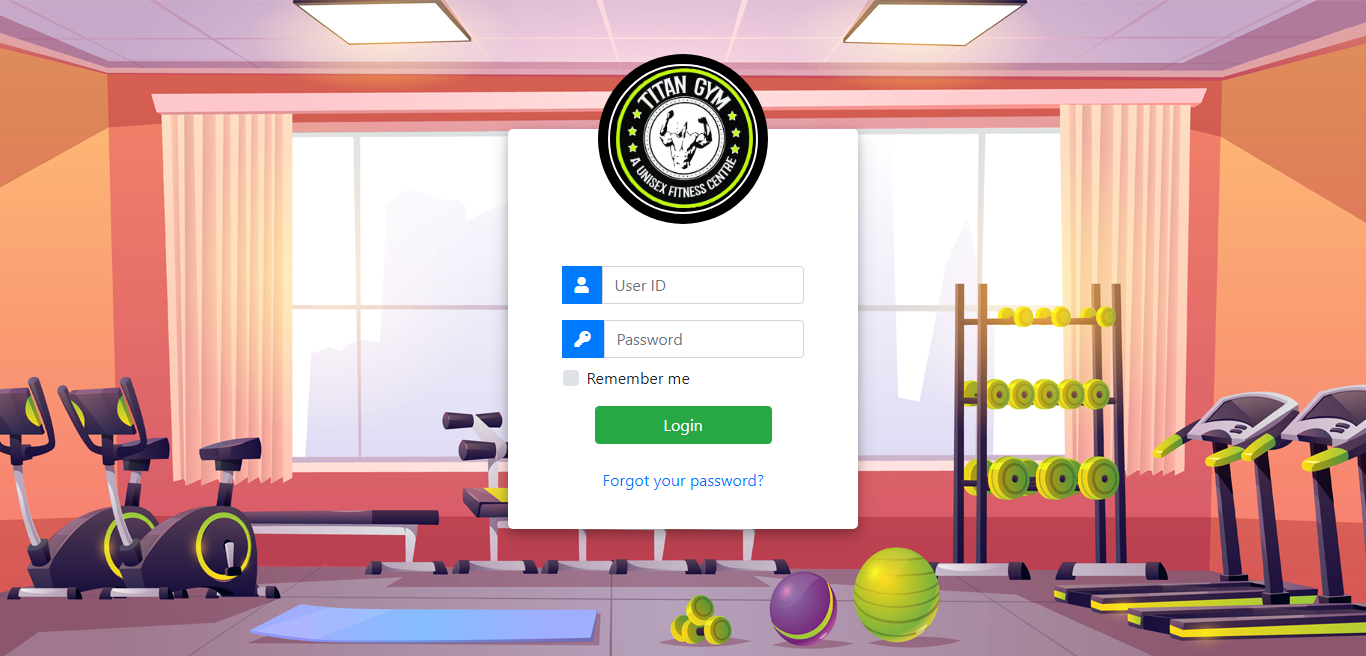 TITAN GYM
A UNISEX FITNESS CENTRE
User ID
Password
Remember me
Login
Forgot your password?